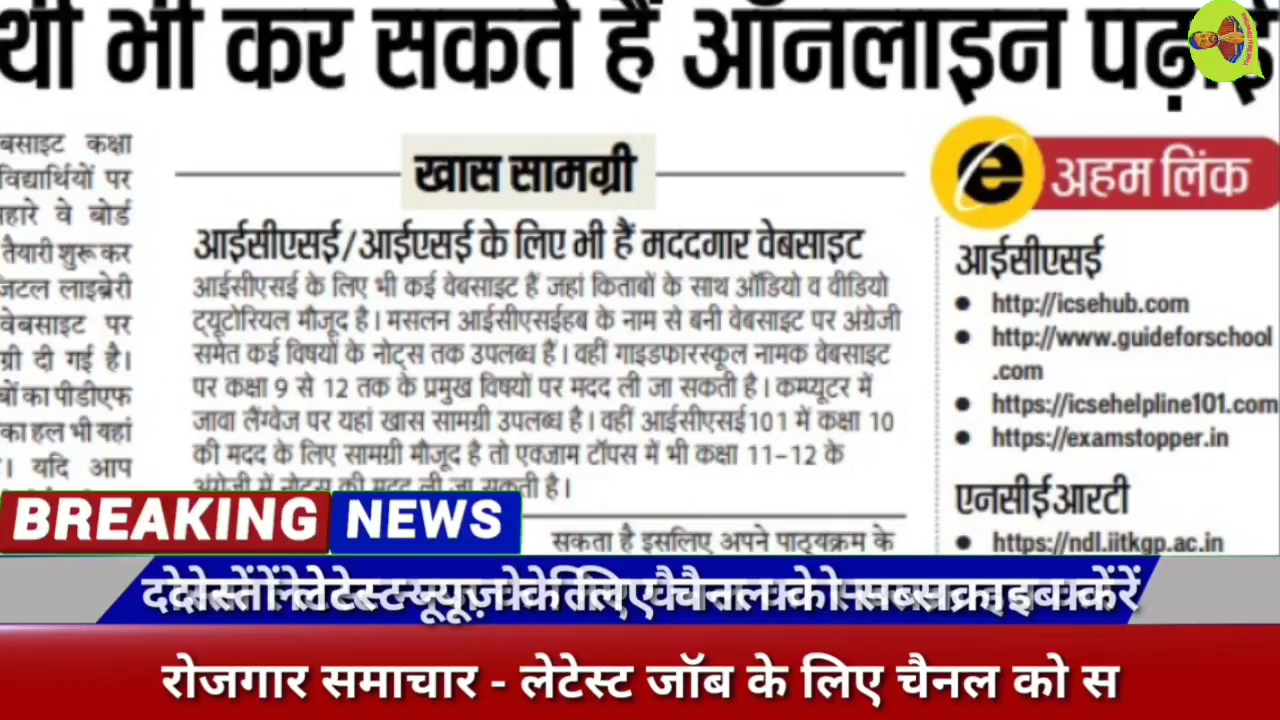 थी भी कर सकते हैं ऑनलाइन पढ़ाई
बसाइट कक्षा
विद्यार्थियों पर
हारे वे बोर्ड
तैयारी शुरू कर
जिटल लाइब्रेरी
वेबसाइट पर
ग्री दी गई है।
बों का पीडीएफ
का हल भी यहां
। यदि आप
खास सामग्री
आईसीएसई/आईएसई के लिए भी हैं मददगार वेबसाइट
आईसीएसई के लिए भी कई वेबसाइट हैं जहां किताबों के साथ ऑडियो व वीडियो
ट्यूटोरियल मौजूद है। मसलन आईसीएसईहब के नाम से बनी वेबसाइट पर अंग्रेजी
समेत कई विषयों के नोट्स तक उपलब्ध हैं। वहीं गाइडफारस्कूल नामक वेबसाइट
पर कक्षा 9 से 12 तक के प्रमुख विषयों पर मदद ली जा सकती है। कम्प्यूटर में
जावा लैंग्वेज पर यहां खास सामग्री उपलब्ध है। वहीं आईसीएसई101 में कक्षा 10
की मदद के लिए सामग्री मौजूद है तो एक्जाम टॉपस में भी कक्षा 11-12 के
अंग्रेजी में नोट्स की मदद ली जा सकती है।
सकता है इसलिए अपने पाठ्यक्रम के
e अहम लिंक
आईसीएसई
● http://icsehub.com
● http://www.guideforschool
.com
● https://icsehelpline101.com
● https://examstopper.in
एनसीईआरटी
● https://ndl.iitkgp.ac.in
BREAKING NEWS
रोजगार समाचार - लेटेस्ट जॉब के लिए चैनल को स